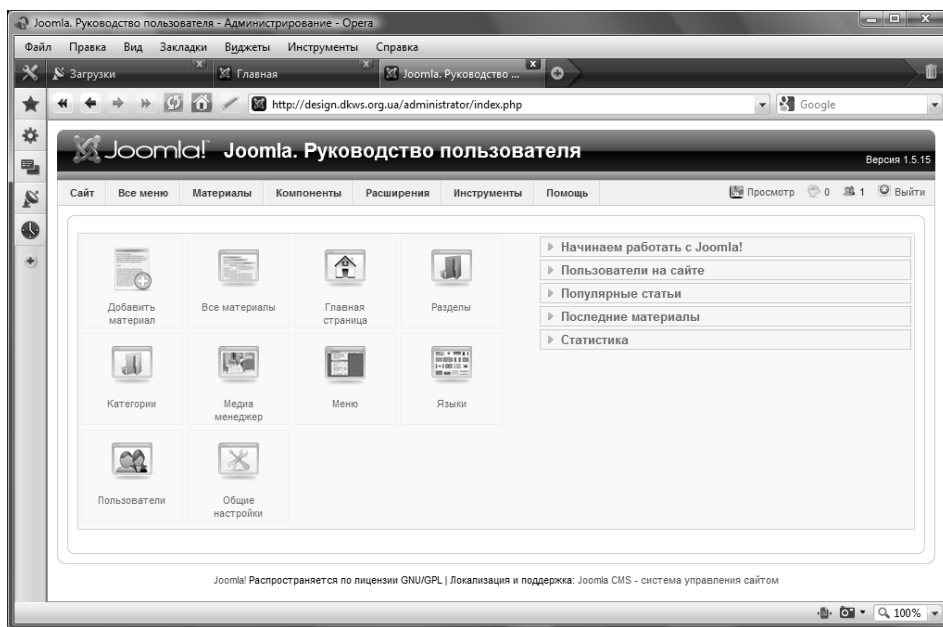 Joomla. Руководство пользователя - Администрирование - Opera
Файл Правка Вид Закладки Виджеты Инструменты Справка
Загрузки Главная Joomla. Руководство ...
http://design.dkws.org.ua/administrator/index.php Google
Joomla! Joomla. Руководство пользователя
Версия 1.5.15
Сайт Все меню Материалы Компоненты Расширения Инструменты Помощь Просмотр 0 1 Выйти
Добавить материал
Все материалы
Главная страница
Разделы
Категории
Медиа менеджер
Меню
Языки
Пользователи
Общие настройки
Начинаем работать с Joomla!
Пользователи на сайте
Популярные статьи
Последние материалы
Статистика
Joomla! Распространяется по лицензии GNU/GPL | Локализация и поддержка: Joomla CMS - система управления сайтом
100%